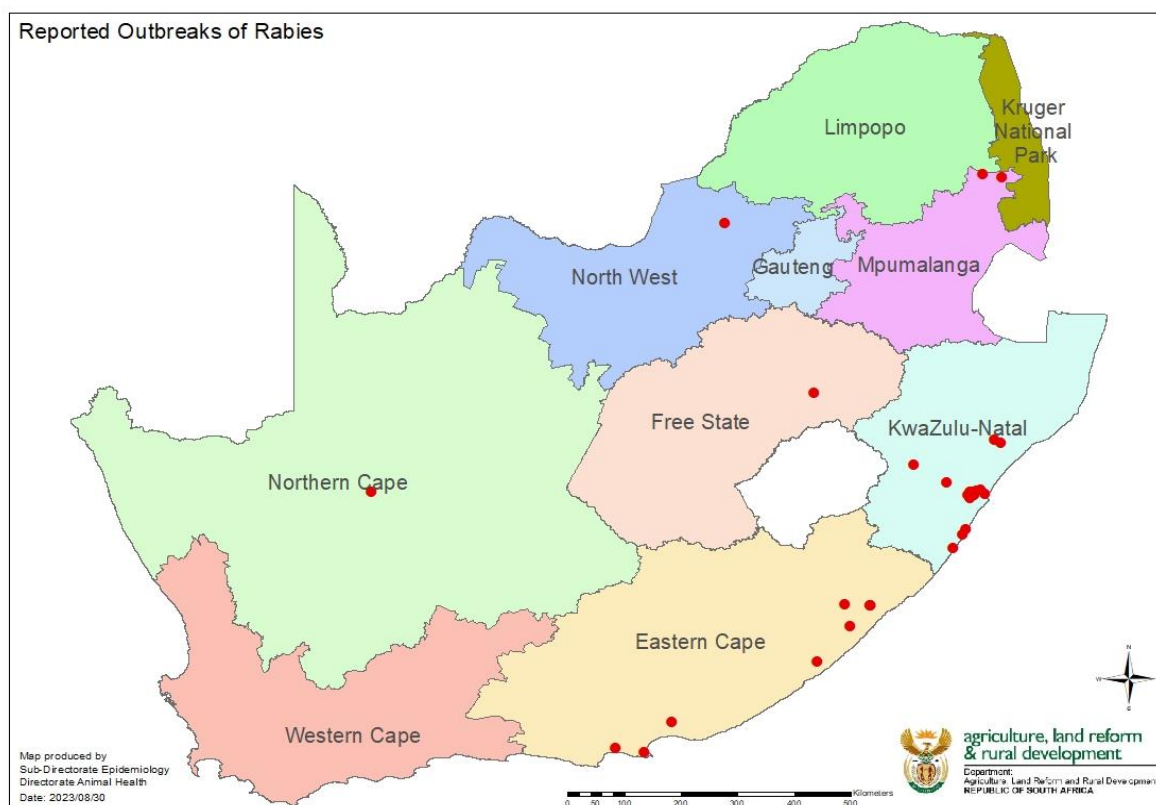 Reported Outbreaks of Rabies
Limpopo
Kruger
National
Park
North West
Gauteng
Mpumalanga
Free State
KwaZulu-Natal
Northern Cape
Eastern Cape
Western Cape
N
W
E
S
Map produced by
Sub-Directorate Epidemiology
Directorate Animal Health
Date: 2023/08/30
Kilometers
0 50 100 200 300 400 500
agriculture, land reform
& rural development
Department:
Agriculture, Land Reform and Rural Development
REPUBLIC OF SOUTH AFRICA